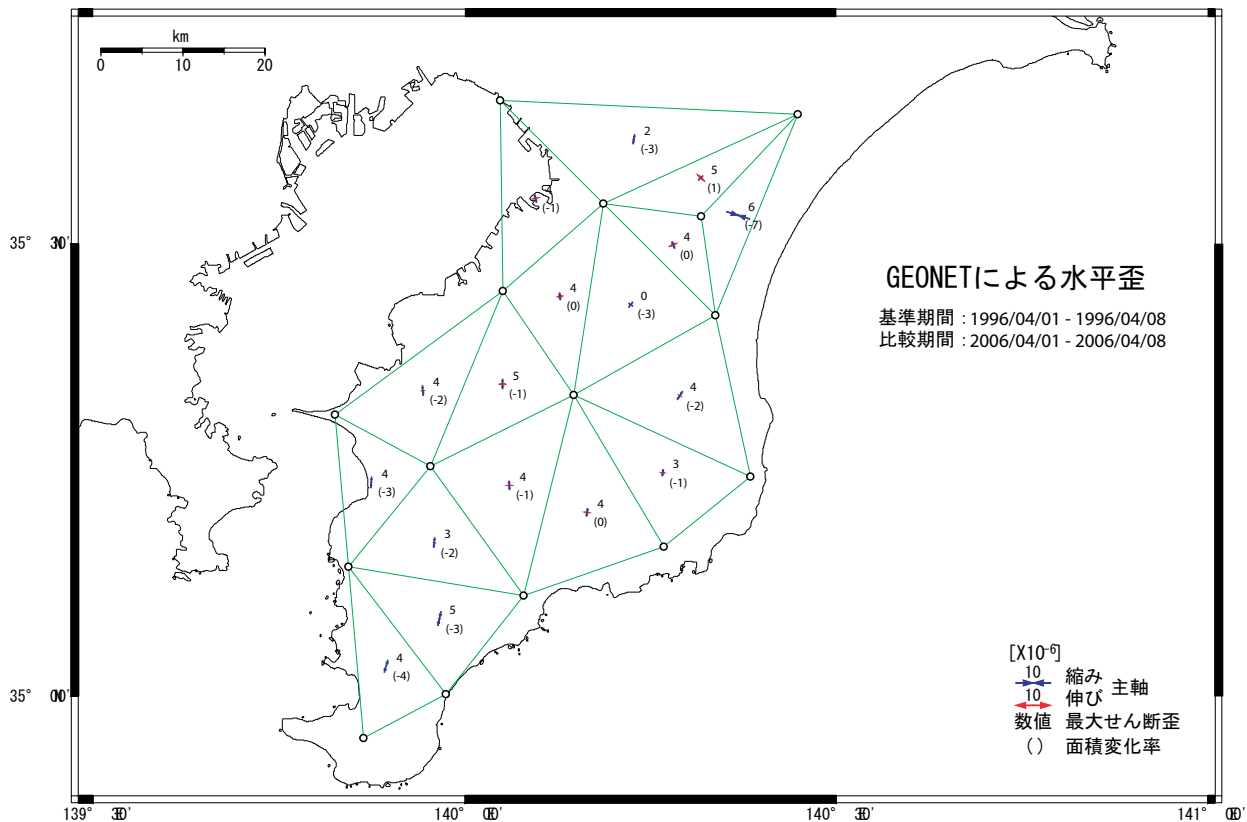 km
0 10 20
2
(-3)
5
(1)
6
(-7)
(-1)
4
(0)
35° 30'
GEONETによる水平歪
基準期間：1996/04/01 - 1996/04/08
比較期間：2006/04/01 - 2006/04/08
4
(0)
0
(-3)
4
(-2)
5
(-1)
4
(-2)
4
(-3)
4
(-1)
3
(-1)
4
(0)
3
(-2)
5
(-3)
4
(-4)
[X10⁻⁶]
10 縮み
主軸
10 伸び
数値 最大せん断歪
() 面積変化率
35° 00'
139° 30' 140° 00' 140° 30' 141° 00'